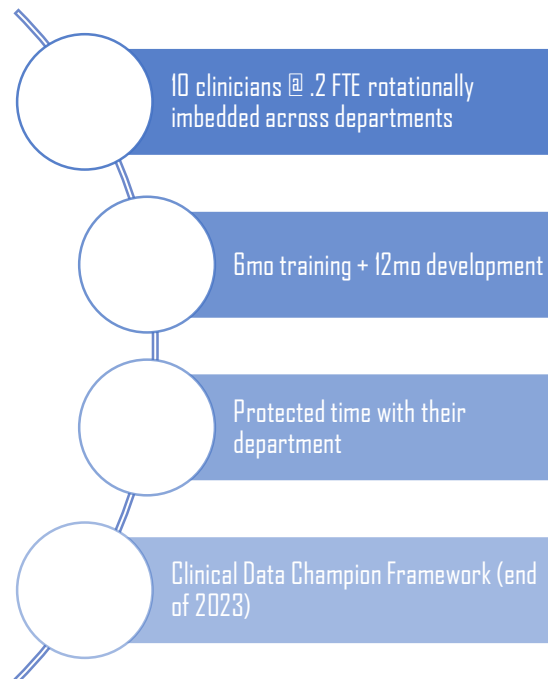 10 clinicians @ .2 FTE rotationally
imbedded across departments
6mo training + 12mo development
Protected time with their
department
Clinical Data Champion Framework (end
of 2023)